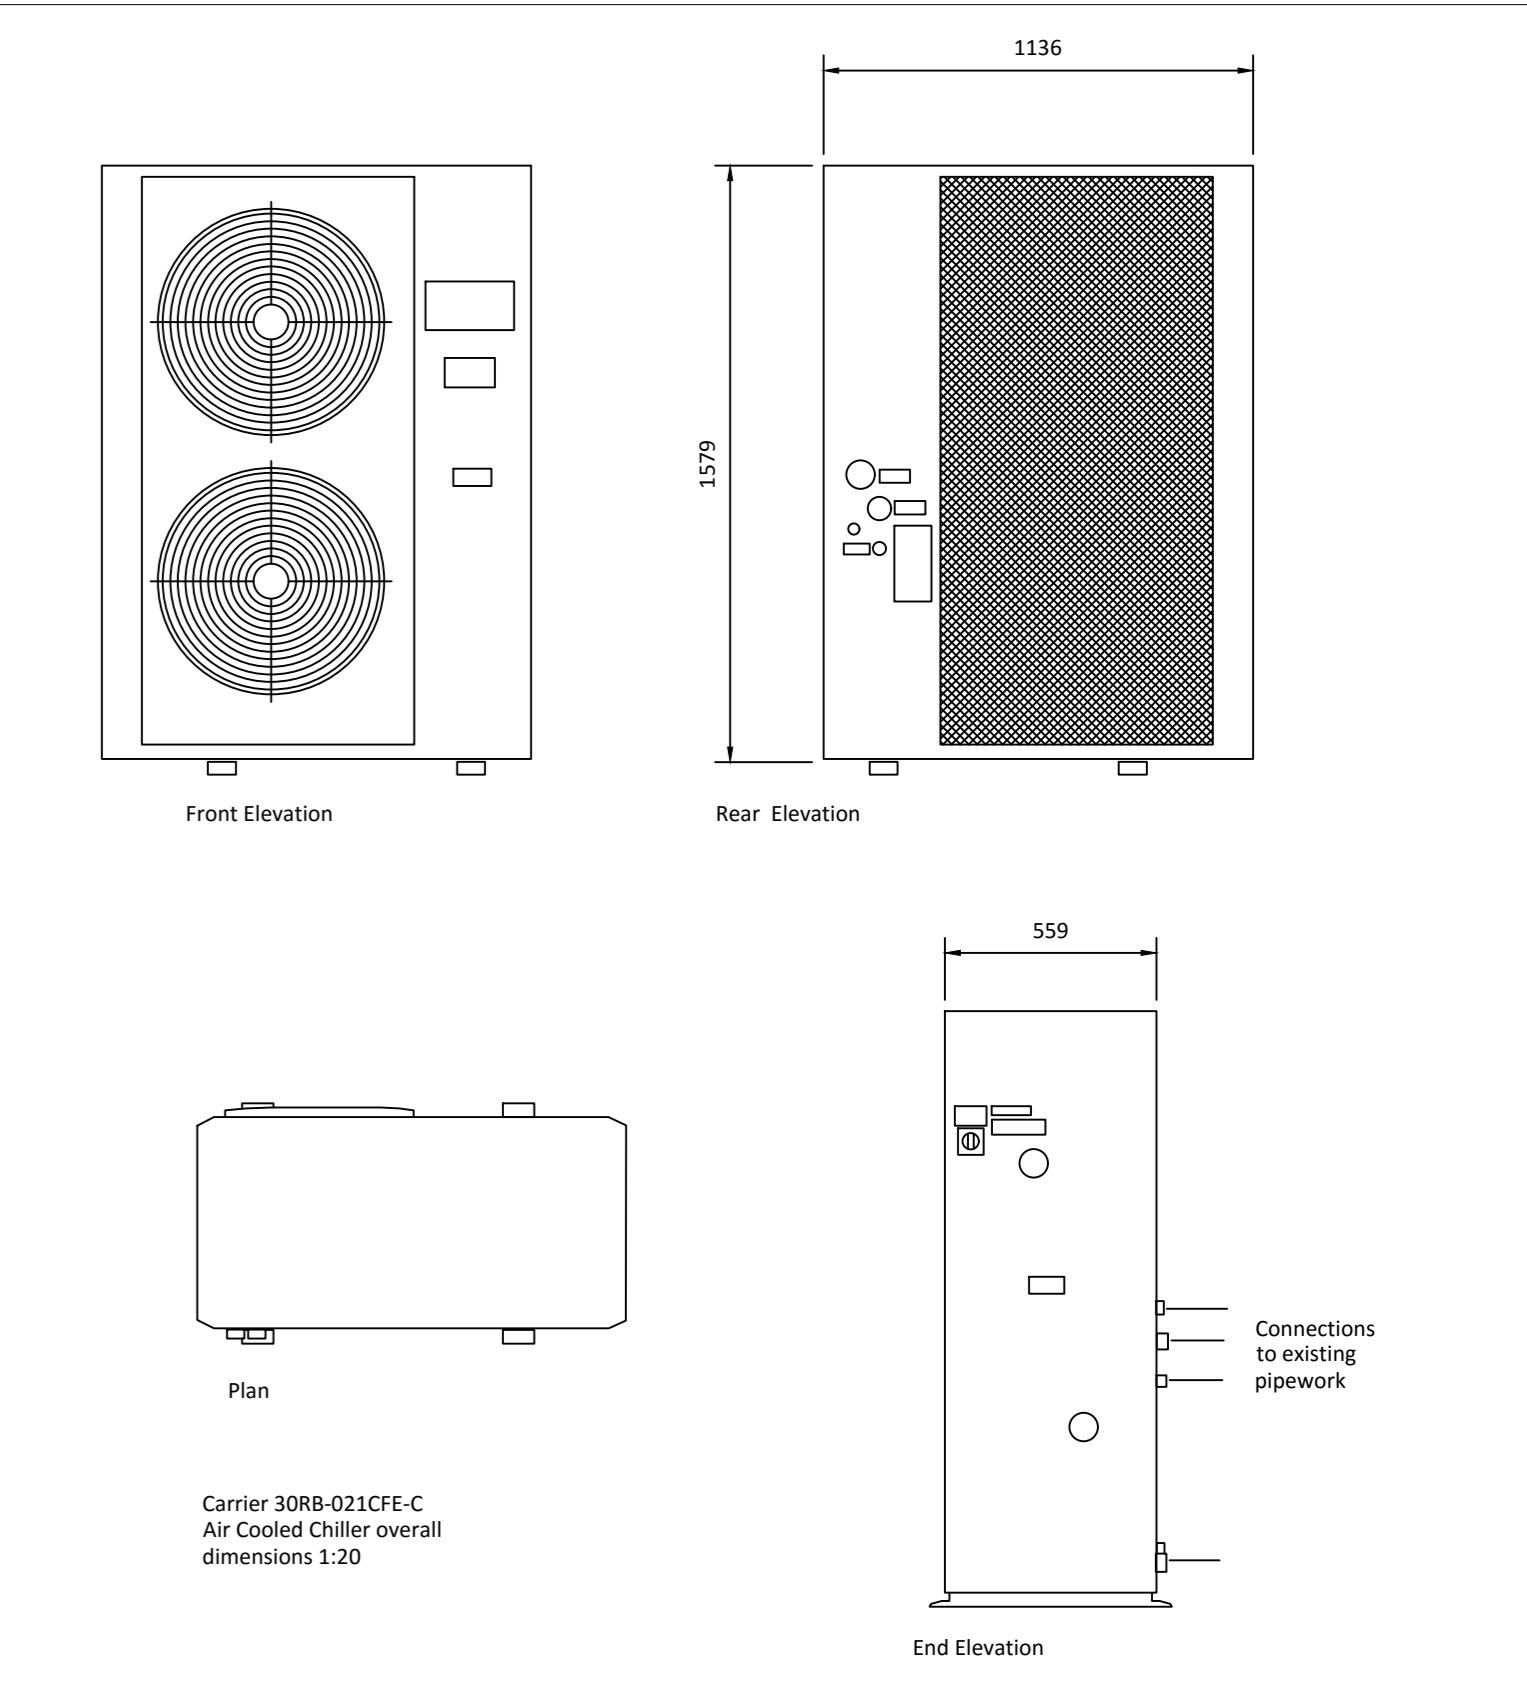 1136
1579
Front Elevation
Rear  Elevation
559
Connections
to existing
pipework
Plan
Carrier 30RB-021CFE-C
Air Cooled Chiller overall
dimensions 1:20
End Elevation